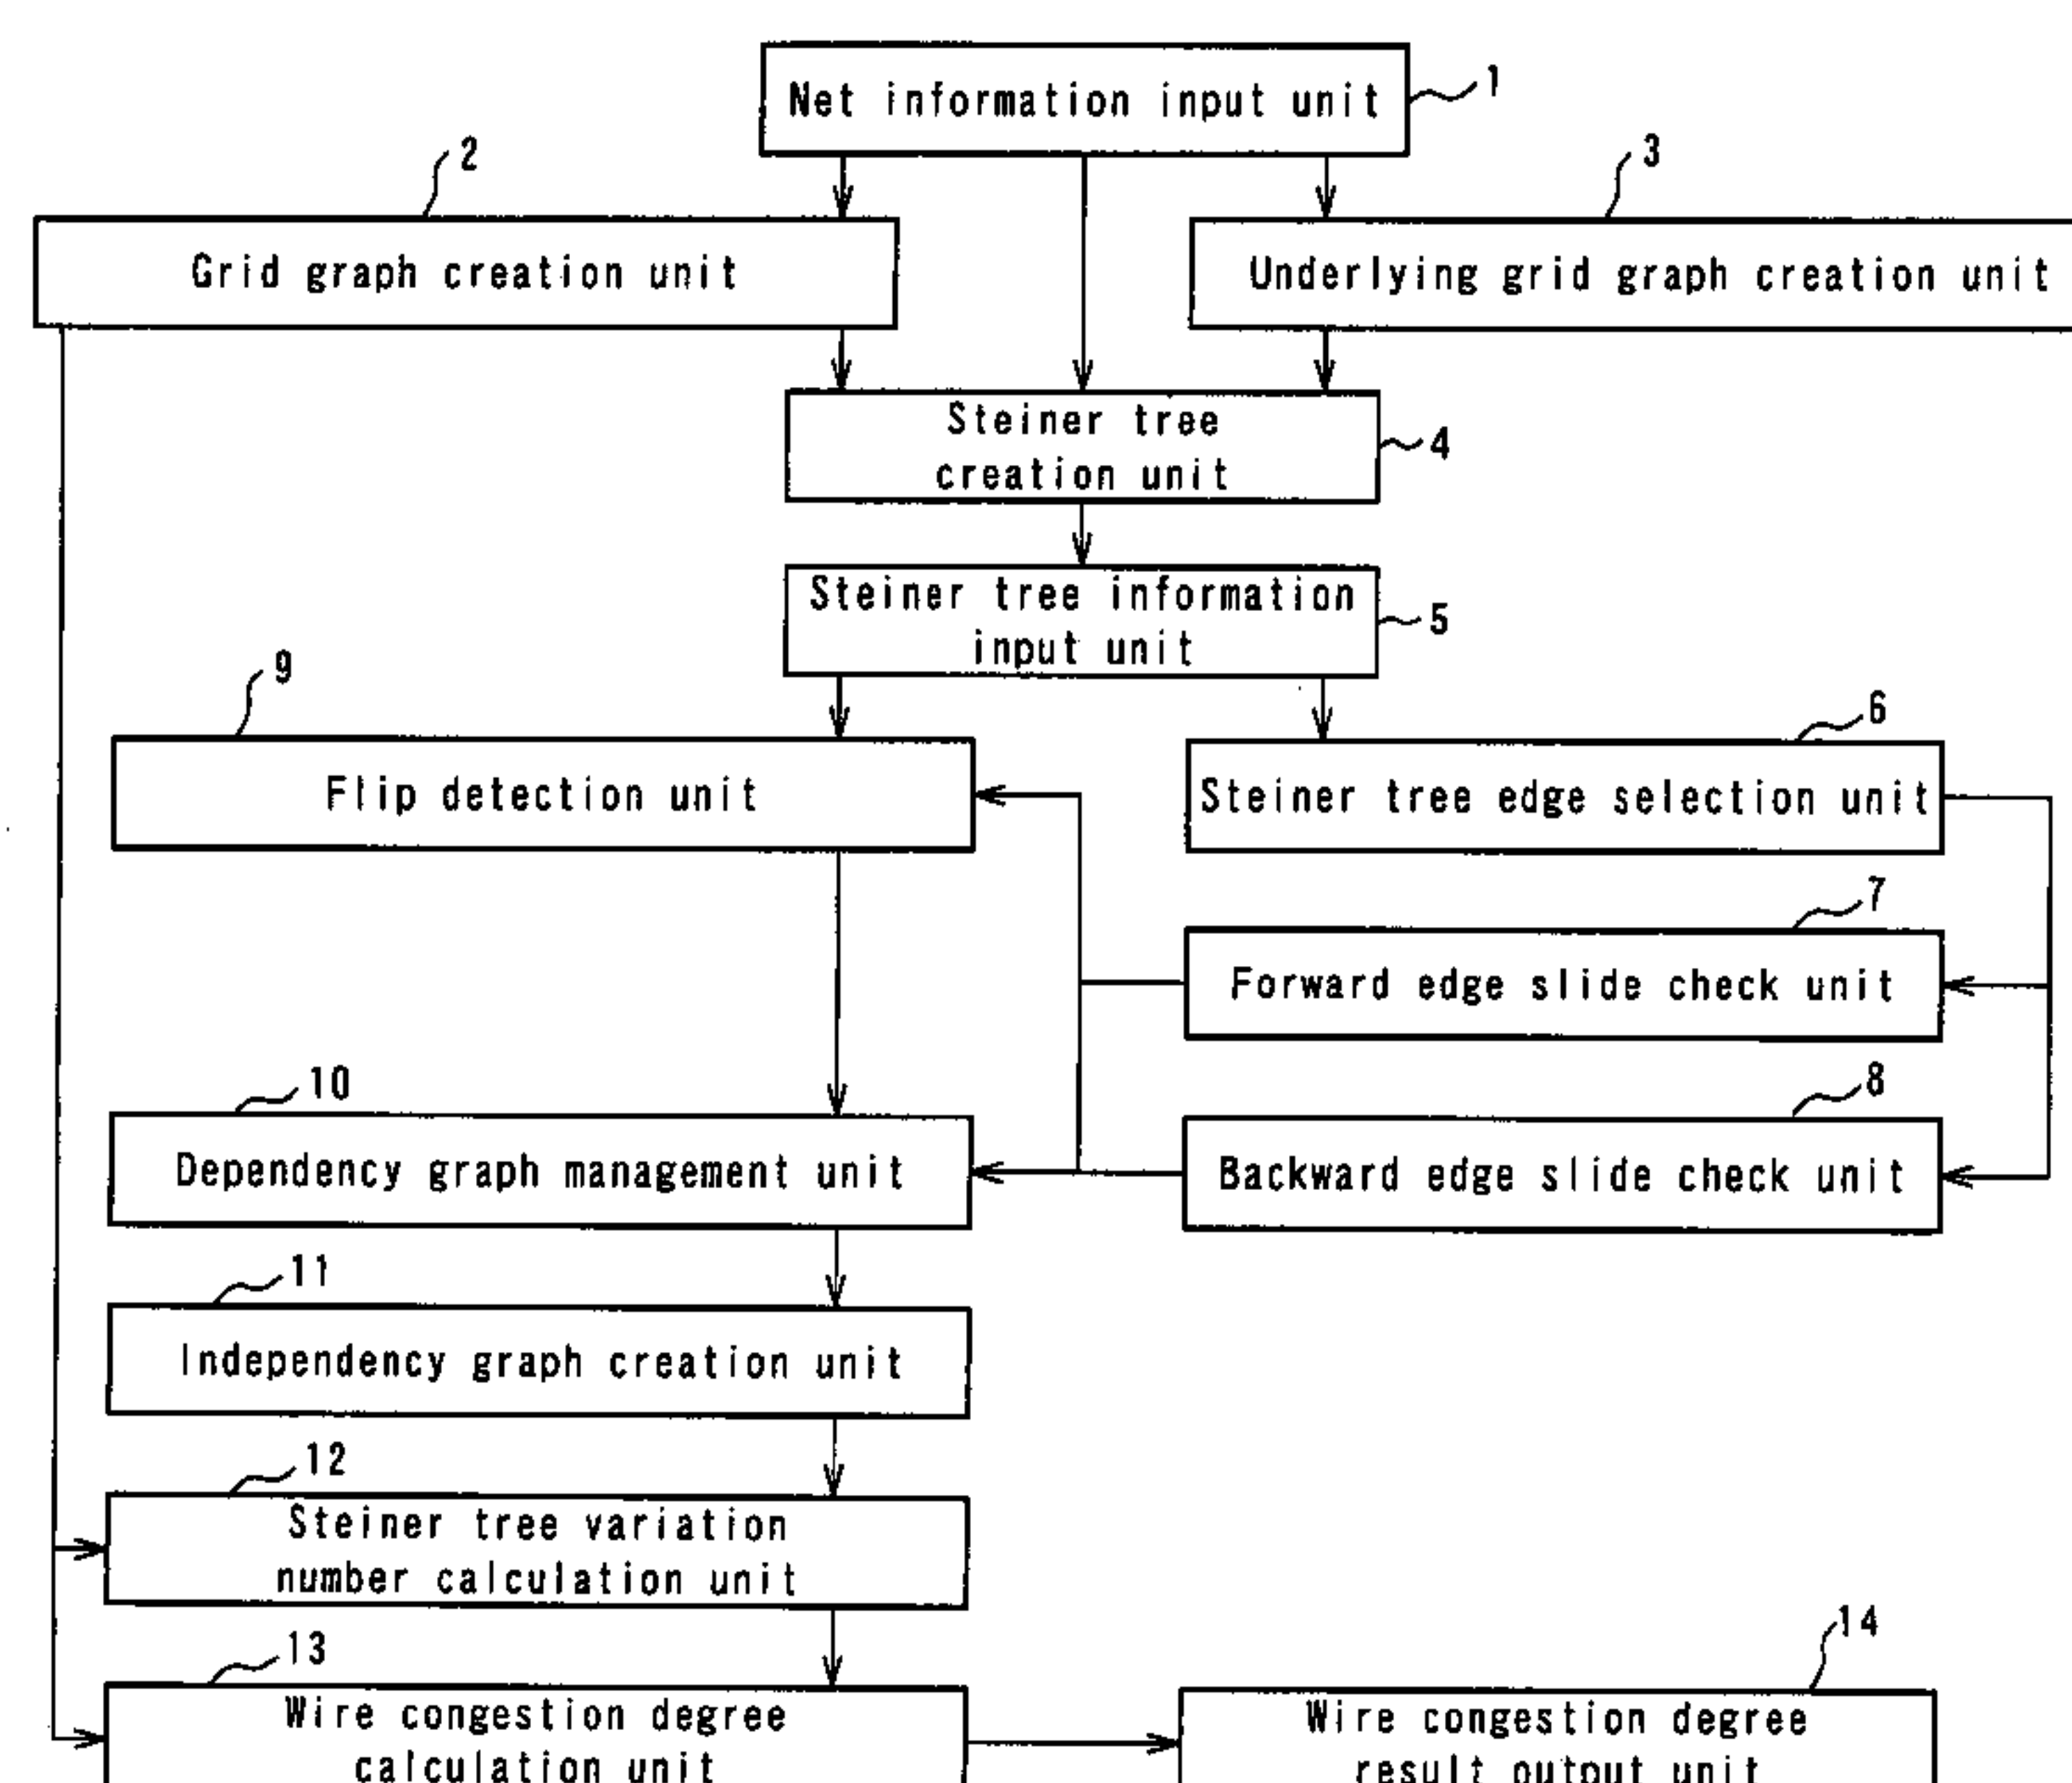 Net information input unit
1
2
3
Grid graph creation unit
Underlying grid graph creation unit
Steiner tree
creation unit
4
Steiner tree information
input unit
5
9
6
Flip detection unit
Steiner tree edge selection unit
7
Forward edge slide check unit
10
8
Dependency graph management unit
Backward edge slide check unit
11
Independency graph creation unit
12
Steiner tree variation
number calculation unit
13
14
Wire congestion degree
calculation unit
Wire congestion degree
result output unit